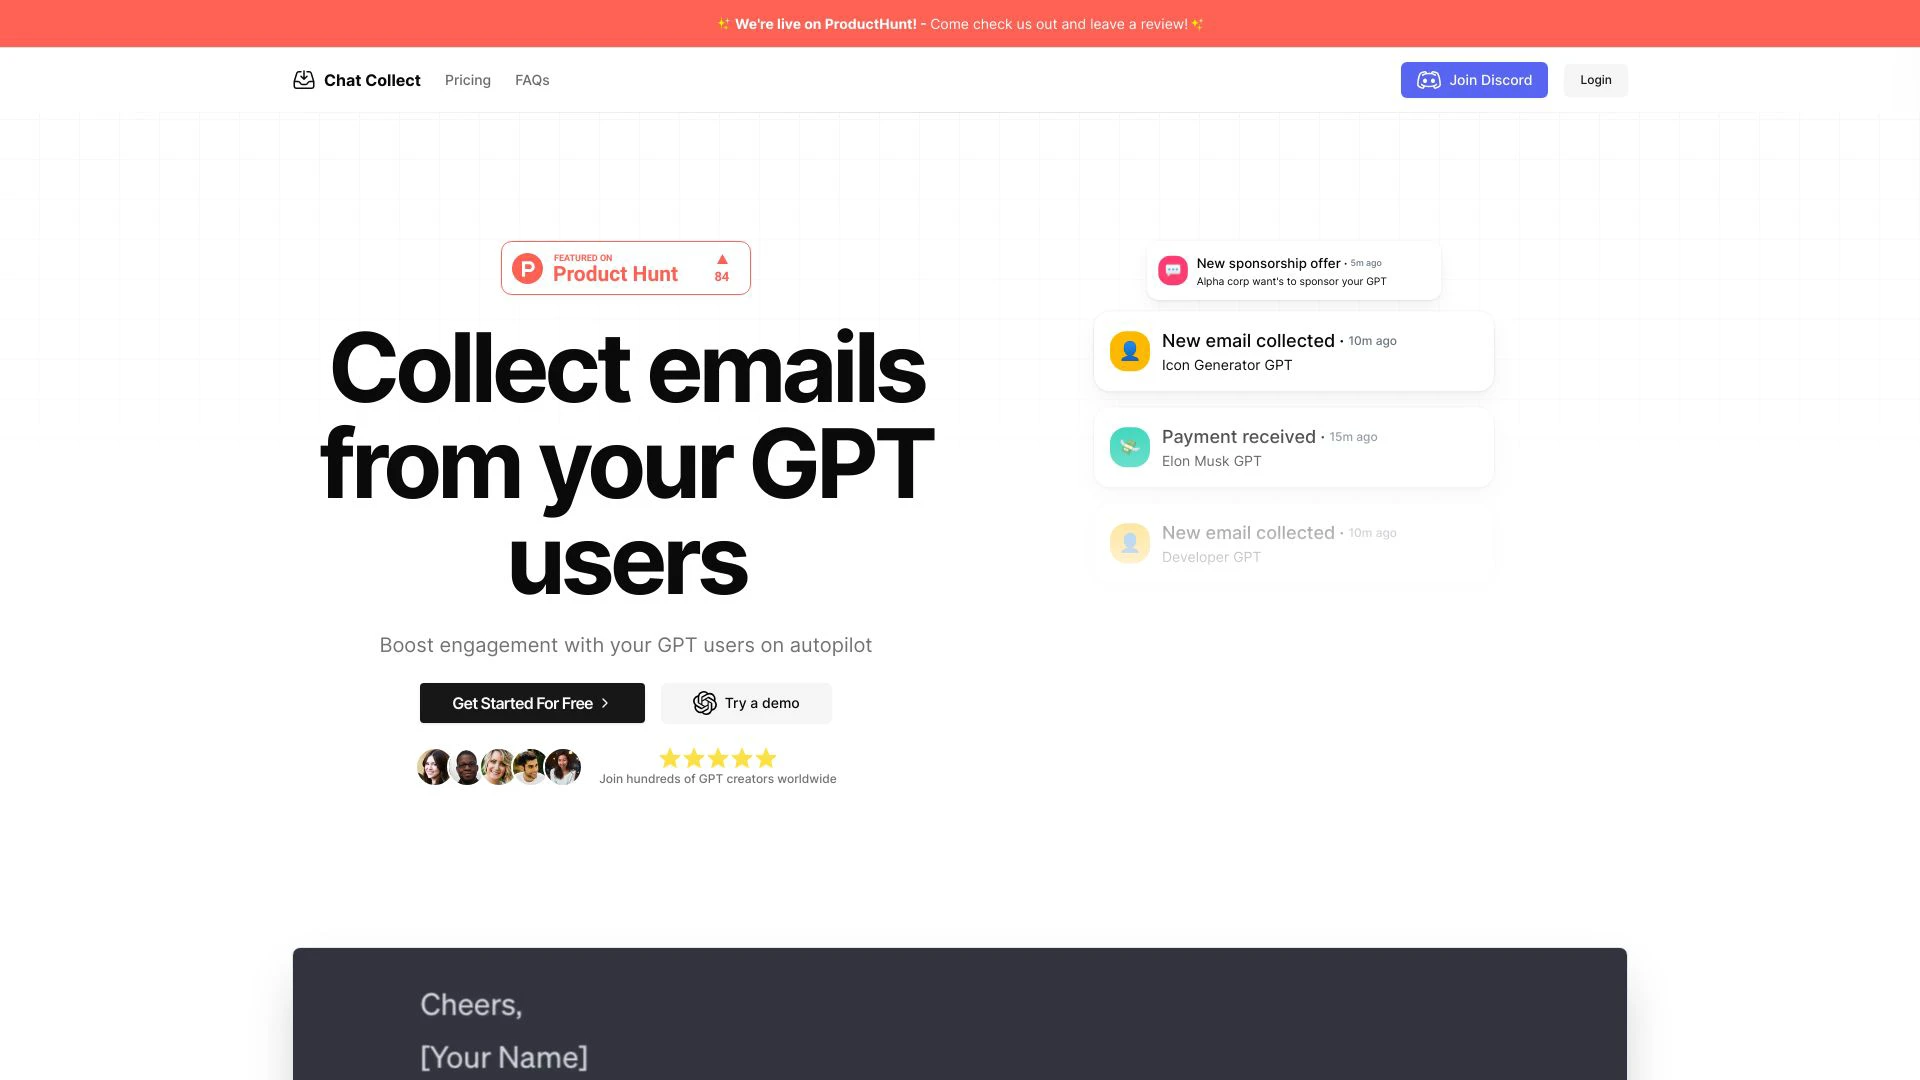 ✨ We're live on ProductHunt! - Come check us out and leave a review! ✨
Chat Collect
Pricing
FAQs
Join Discord
Login
FEATURED ON
Product Hunt
84
Collect emails
from your GPT
users
Boost engagement with your GPT users on autopilot
Get Started For Free
Try a demo
Join hundreds of GPT creators worldwide
New sponsorship offer · 5m ago
Alpha corp want's to sponsor your GPT
New email collected · 10m ago
Icon Generator GPT
Payment received · 15m ago
Elon Musk GPT
New email collected · 10m ago
Developer GPT
Cheers,
[Your Name]